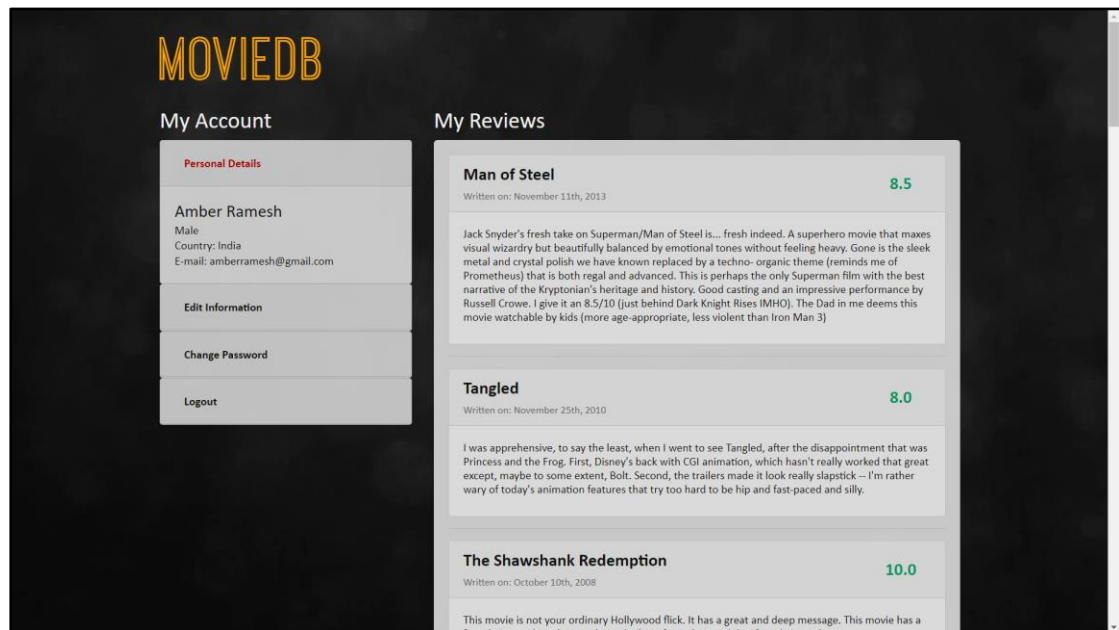 MOVIEDB
My Account
Personal Details
Amber Ramesh
Male
Country: India
E-mail: amberramesh@gmail.com
Edit Information
Change Password
Logout
My Reviews
Man of Steel
Written on: November 11th, 2013
8.5
Jack Snyder's fresh take on Superman/Man of Steel is... fresh indeed. A superhero movie that maxes
visual wizardry but beautifully balanced by emotional tones without feeling heavy. Gone is the sleek
metal and crystal polish we have known replaced by a techno- organic theme (reminds me of
Prometheus) that is both regal and advanced. This is perhaps the only Superman film with the best
narrative of the Kryptonian's heritage and history. Good casting and an impressive performance by
Russell Crowe. I give it an 8.5/10 (just behind Dark Knight Rises IMHO). The Dad in me deems this
movie watchable by kids (more age-appropriate, less violent than Iron Man 3)
Tangled
Written on: November 25th, 2010
8.0
I was apprehensive, to say the least, when I went to see Tangled, after the disappointment that was
Princess and the Frog. First, Disney's back with CGI animation, which hasn't really worked that great
except, maybe to some extent, Bolt. Second, the trailers made it look really slapstick -- I'm rather
wary of today's animation features that try too hard to be hip and fast-paced and silly.
The Shawshank Redemption
Written on: October 10th, 2008
10.0
This movie is not your ordinary Hollywood flick. It has a great and deep message. This movie has a